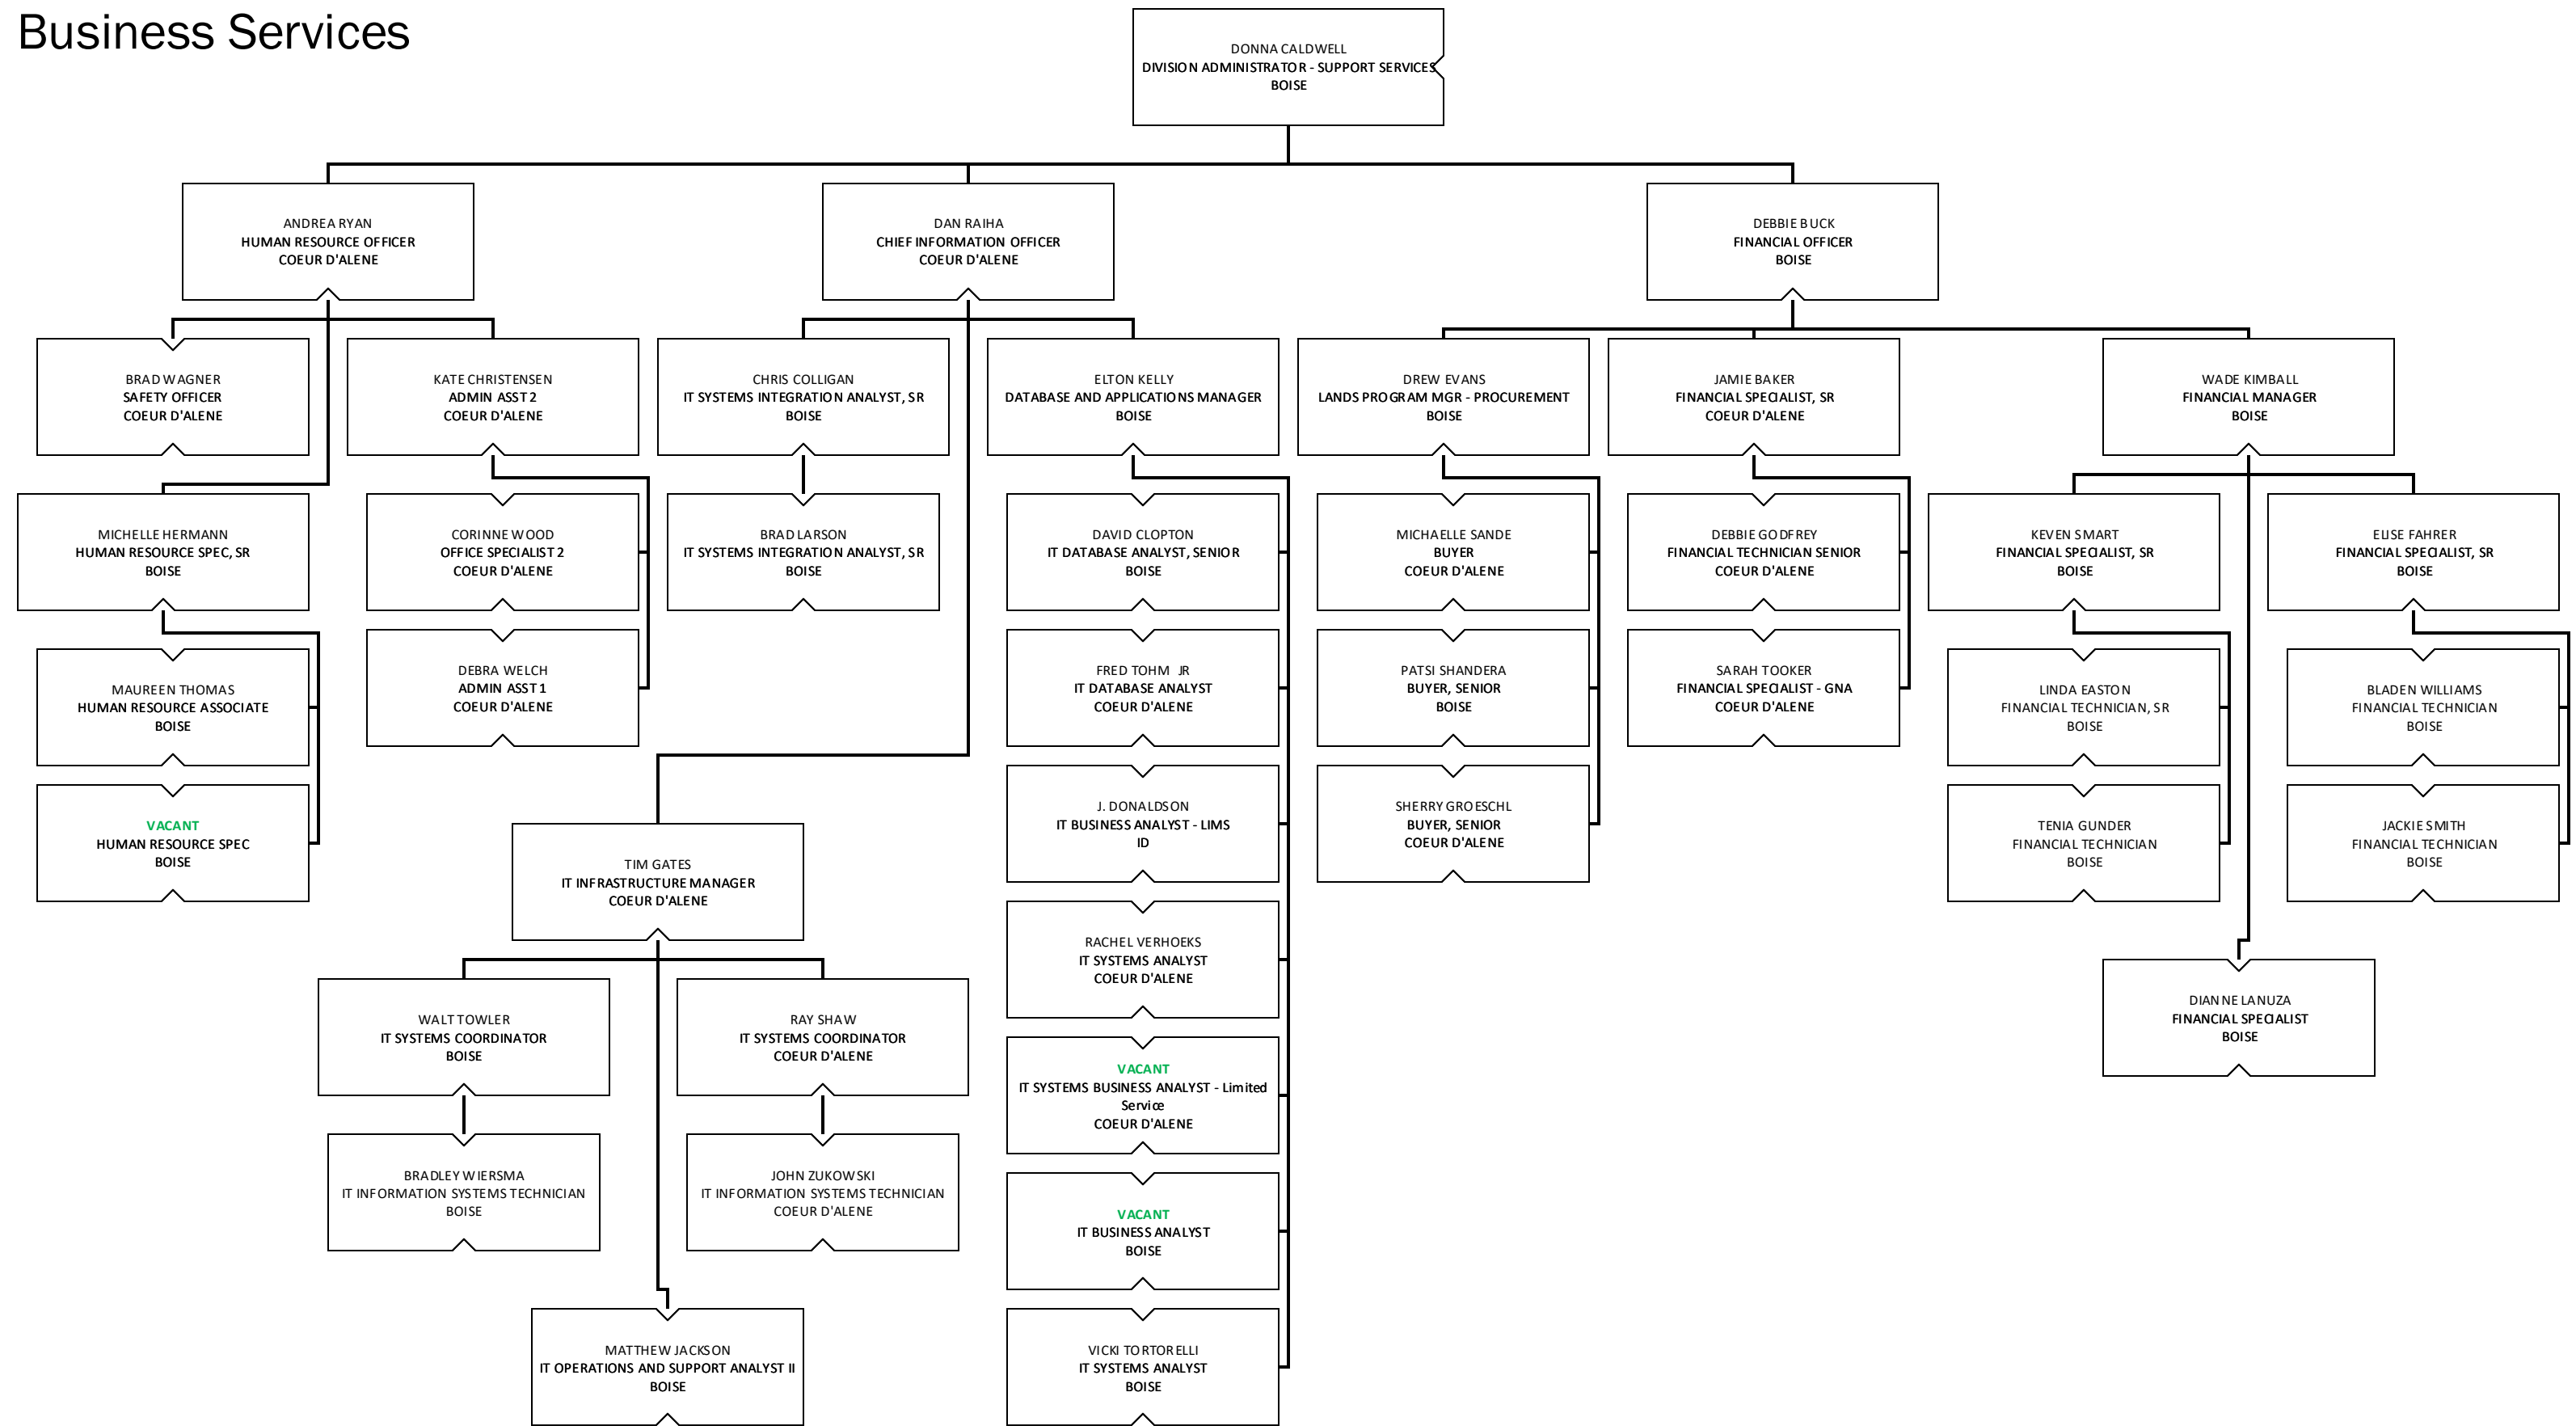 Business Services
DONNA CALDWELL
DIVISION ADMINISTRATOR - SUPPORT SERVICES
BOISE
ANDREA RYAN
HUMAN RESOURCE OFFICER
COEUR D'ALENE
DAN RAIHA
CHIEF INFORMATION OFFICER
COEUR D'ALENE
DEBBIE BUCK
FINANCIAL OFFICER
BOISE
BRAD WAGNER
SAFETY OFFICER
COEUR D'ALENE
KATE CHRISTENSEN
ADMIN ASST 2
COEUR D'ALENE
CHRIS COLLIGAN
IT SYSTEMS INTEGRATION ANALYST, SR
BOISE
ELTON KELLY
DATABASE AND APPLICATIONS MANAGER
BOISE
DREW EVANS
LANDS PROGRAM MGR - PROCUREMENT
BOISE
JAMIE BAKER
FINANCIAL SPECIALIST, SR
COEUR D'ALENE
WADE KIMBALL
FINANCIAL MANAGER
BOISE
MICHELLE HERMANN
HUMAN RESOURCE SPEC, SR
BOISE
CORINNE WOOD
OFFICE SPECIALIST 2
COEUR D'ALENE
BRAD LARSON
IT SYSTEMS INTEGRATION ANALYST, SR
BOISE
DAVID CLOPTON
IT DATABASE ANALYST, SENIOR
BOISE
MICHAELLE SANDE
BUYER
COEUR D'ALENE
DEBBIE GODFREY
FINANCIAL TECHNICIAN SENIOR
COEUR D'ALENE
KEVEN SMART
FINANCIAL SPECIALIST, SR
BOISE
ELISE FAHRER
FINANCIAL SPECIALIST, SR
BOISE
MAUREEN THOMAS
HUMAN RESOURCE ASSOCIATE
BOISE
DEBRA WELCH
ADMIN ASST 1
COEUR D'ALENE
FRED TOHM JR
IT DATABASE ANALYST
COEUR D'ALENE
PATSI SHANDERA
BUYER, SENIOR
BOISE
SARAH TOOKER
FINANCIAL SPECIALIST - GNA
COEUR D'ALENE
LINDA EASTON
FINANCIAL TECHNICIAN, SR
BOISE
BLADEN WILLIAMS
FINANCIAL TECHNICIAN
BOISE
VACANT
HUMAN RESOURCE SPEC
BOISE
J. DONALDSON
IT BUSINESS ANALYST - LIMS
ID
SHERRY GROESCHL
BUYER, SENIOR
COEUR D'ALENE
TENIA GUNDER
FINANCIAL TECHNICIAN
BOISE
JACKIE SMITH
FINANCIAL TECHNICIAN
BOISE
TIM GATES
IT INFRASTRUCTURE MANAGER
COEUR D'ALENE
RACHEL VERHOEKS
IT SYSTEMS ANALYST
COEUR D'ALENE
DIANNE LANUZA
FINANCIAL SPECIALIST
BOISE
WALT TOWLER
IT SYSTEMS COORDINATOR
BOISE
RAY SHAW
IT SYSTEMS COORDINATOR
COEUR D'ALENE
VACANT
IT SYSTEMS BUSINESS ANALYST - Limited
Service
COEUR D'ALENE
BRADLEY WIERSMA
IT INFORMATION SYSTEMS TECHNICIAN
BOISE
JOHN ZUKOWSKI
IT INFORMATION SYSTEMS TECHNICIAN
COEUR D'ALENE
VACANT
IT BUSINESS ANALYST
BOISE
MATTHEW JACKSON
IT OPERATIONS AND SUPPORT ANALYST II
BOISE
VICKI TORTORELLI
IT SYSTEMS ANALYST
BOISE